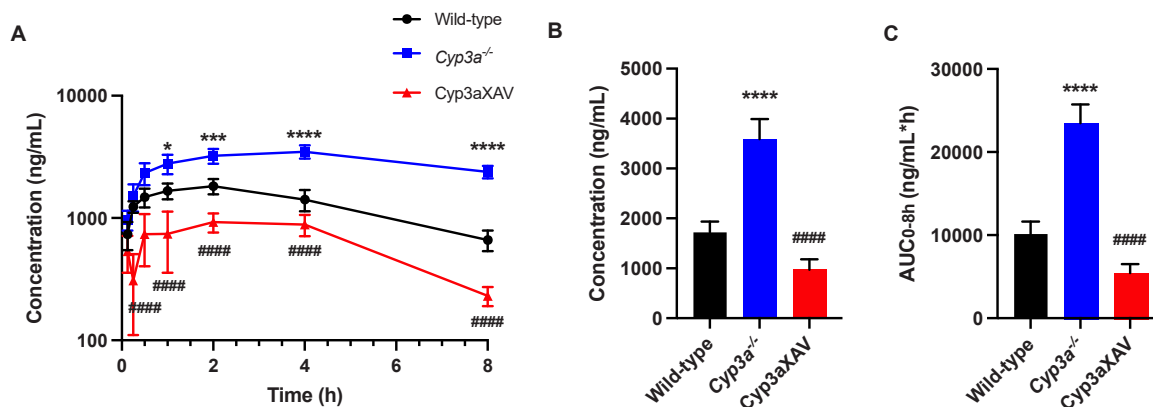 A
Wild-type
Cyp3a-/-
Cyp3aXAV
Concentration (ng/mL)
10000
1000
100
*
***
****
****
####
####
####
####
####
0
2
4
6
8
Time (h)
B
Concentration (ng/mL)
5000
4000
3000
2000
1000
0
****
####
Wild-type
Cyp3a-/-
Cyp3aXAV
C
AUC0-8h (ng/mL*h)
30000
20000
10000
0
****
####
Wild-type
Cyp3a-/-
Cyp3aXAV